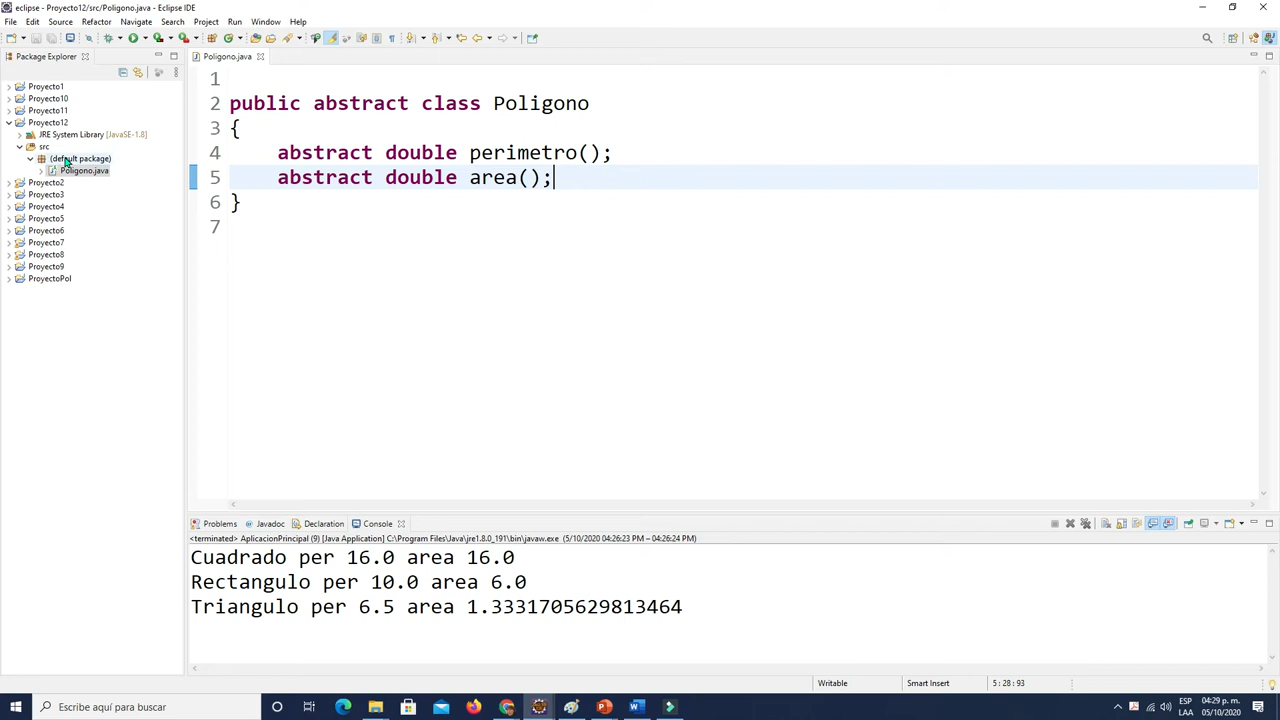 eclipse - Proyecto12/src/Poligono.java - Eclipse IDE
File Edit Source Refactor Navigate Search Project Run Window Help
Package Explorer
Poligono.java
Proyecto1
Proyecto10
Proyecto11
Proyecto12
JRE System Library [JavaSE-1.8]
src
(default package)
Poligono.java
Proyecto2
Proyecto3
Proyecto4
Proyecto5
Proyecto6
Proyecto7
Proyecto8
Proyecto9
ProyectoPol
1
2 public abstract class Poligono
3 {
4 abstract double perimetro();
5 abstract double area();
6 }
7
Problems Javadoc Declaration Console
<terminated> AplicacionPrincipal (9) [Java Application] C:\Program Files\Java\jre1.8.0_191\bin\javaw.exe (5/10/2020 04:26:23 PM – 04:26:24 PM)
Cuadrado per 16.0 area 16.0
Rectangulo per 10.0 area 6.0
Triangulo per 6.5 area 1.3331705629813464
Writable Smart Insert 5 : 28 : 93
Escribe aquí para buscar
ESP 04:29 p. m.
LAA 05/10/2020